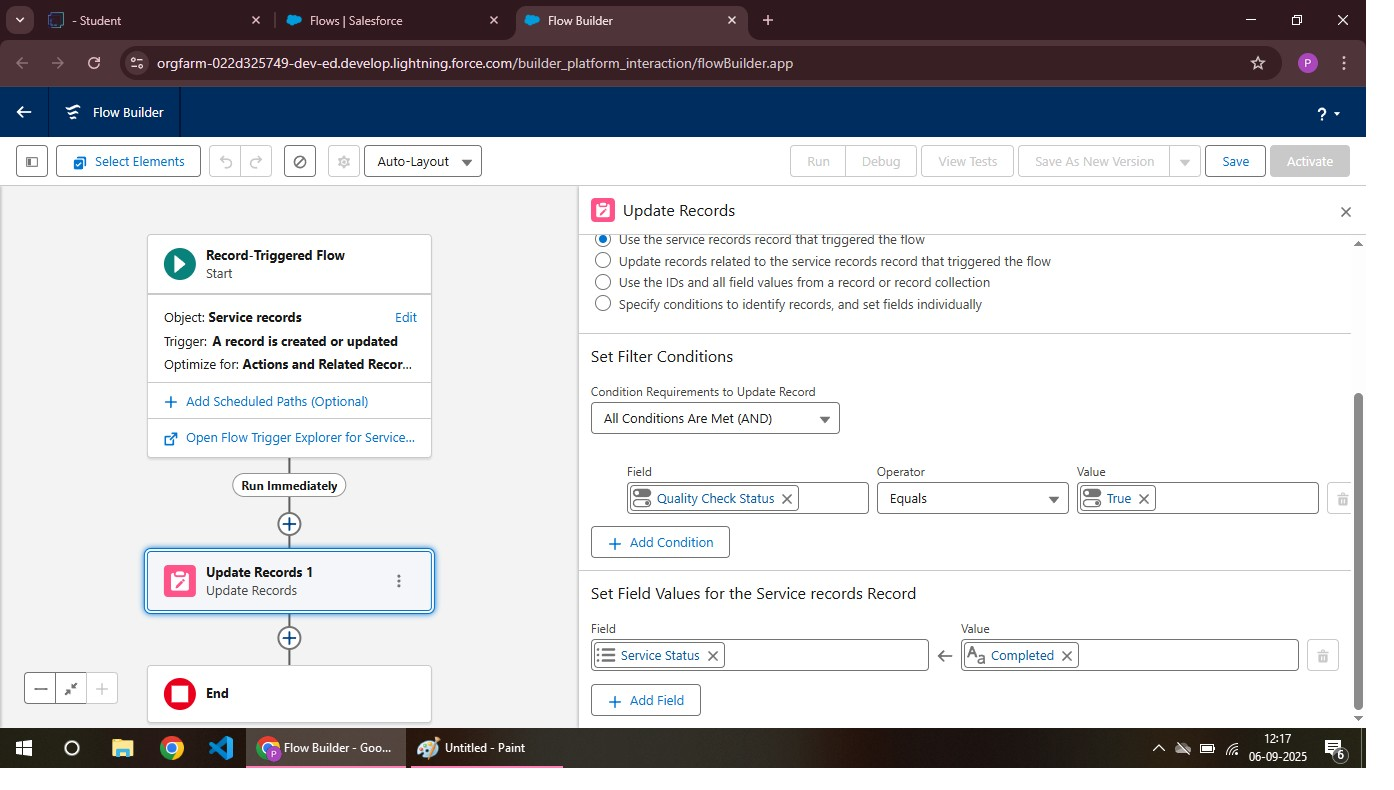 - Student
Flows | Salesforce
Flow Builder
orgfarm-022d325749-dev-ed.develop.lightning.force.com/builder_platform_interaction/flowBuilder.app
P
Flow Builder
?
Select Elements
Auto-Layout
Run
Debug
View Tests
Save As New Version
Save
Activate
Record-Triggered Flow
Start
Object: Service records
Edit
Trigger: A record is created or updated
Optimize for: Actions and Related Recor...
Add Scheduled Paths (Optional)
Open Flow Trigger Explorer for Service...
Run Immediately
Update Records 1
Update Records
End
Update Records
Use the service records record that triggered the flow
Update records related to the service records record that triggered the flow
Use the IDs and all field values from a record or record collection
Specify conditions to identify records, and set fields individually
Set Filter Conditions
Condition Requirements to Update Record
All Conditions Are Met (AND)
Field
Operator
Value
Quality Check Status
Equals
True
Add Condition
Set Field Values for the Service records Record
Field
Value
Service Status
Aa Completed
Add Field
P
Flow Builder - Goo...
Untitled - Paint
12:17
06-09-2025
6